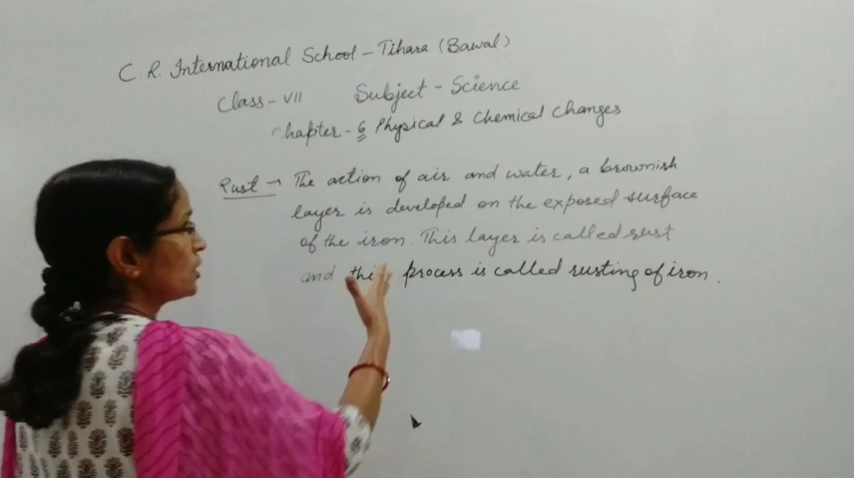 C. R. International School - Tihara (Bawal)
Class - VII Subject - Science
Chapter - 6 Physical & Chemical Changes
Rust → The action of air and water, a brownish
layer is developed on the exposed surface
of the iron. This layer is called rust
and this process is called rusting of iron.